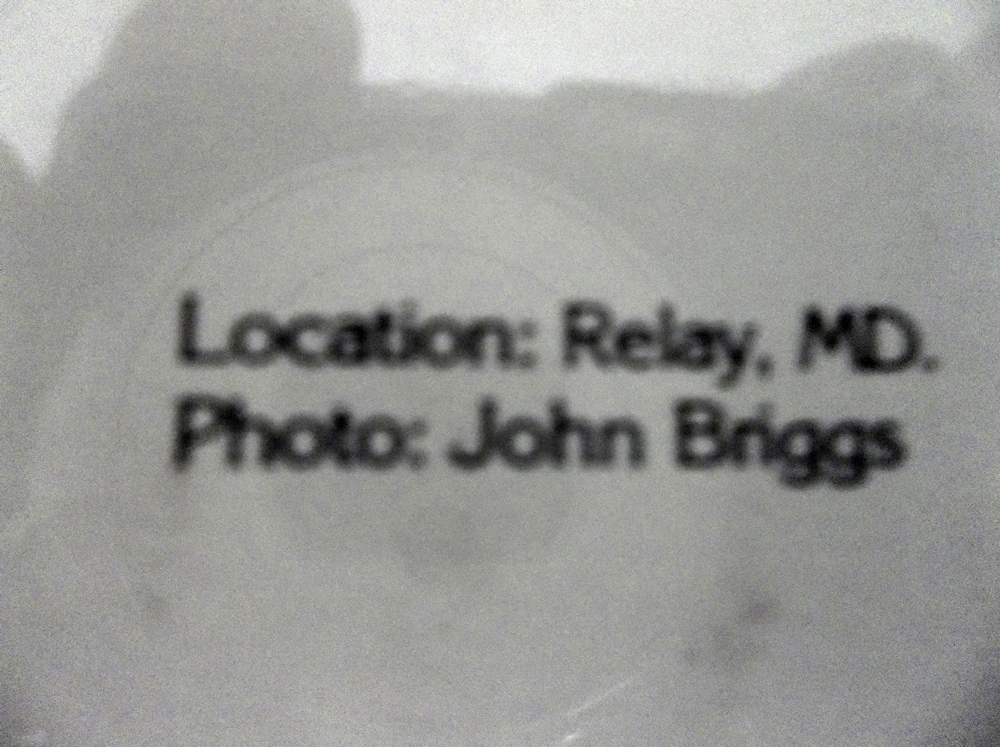 Location: Relay, MD.
Photo: John Briggs